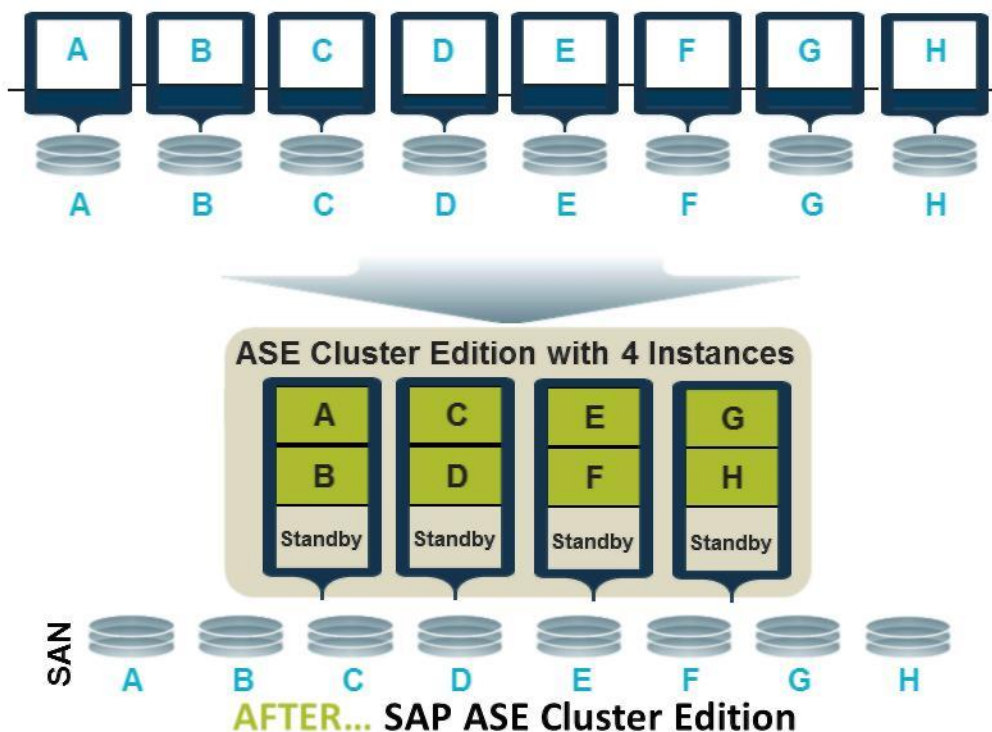 A B C D E F G H
A B C D E F G H
ASE Cluster Edition with 4 Instances
A C E G
B D F H
Standby Standby Standby Standby
SAN
A B C D E F G H
AFTER... SAP ASE Cluster Edition